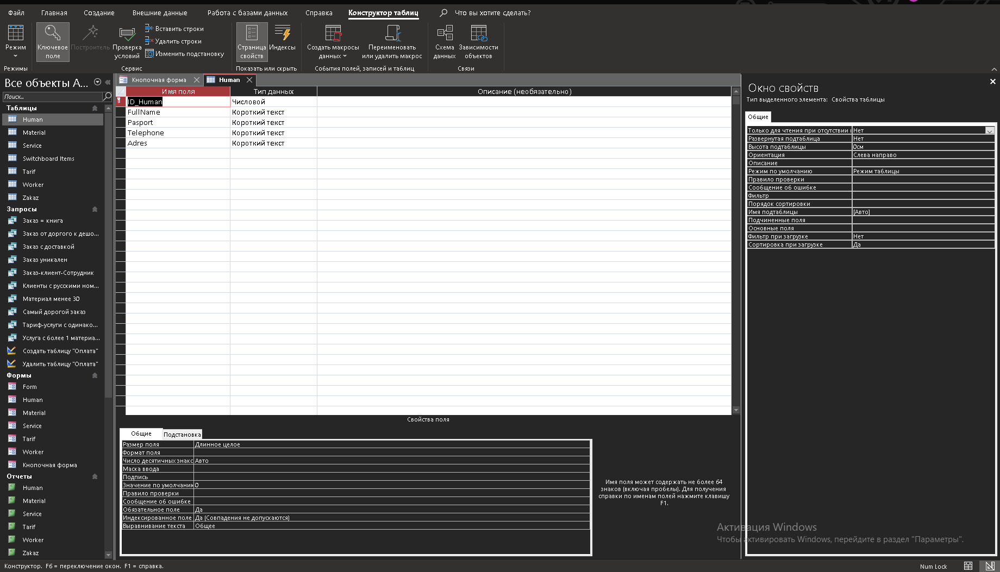 Файл Главная Создание Внешние данные Работа с базами данных Справка Конструктор таблиц Что вы хотите сделать?
Режим
Ключевое поле
Построитель
Проверка условий
Вставить строки
Удалить строки
Изменить подстановку
Страница свойств
Индексы
Создать макросы данных
Переименовать или удалить макрос
Схема данных
Зависимости объектов
Режимы Сервис Показать или скрыть События полей, записей и таблиц Связи
Все объекты A...
Поиск...
Таблицы
Human
Material
Service
Switchboard Items
Tarif
Worker
Zakaz
Запросы
Заказ = книга
Заказ от доргого к дешо...
Заказ с доставкой
Заказ уникален
Заказ-клиент-Сотрудник
Клиенты с русскими ном...
Материал менее 30
Самый дорогой заказ
Тариф-услуги с одинако...
Услуга с более 1 материа...
Создать таблицу "Оплата"
Удалить таблицу "Оплата"
Формы
Form
Human
Material
Service
Tarif
Worker
Кнопочная форма
Отчеты
Human
Material
Service
Tarif
Worker
Zakaz
Кнопочная форма Human
Имя поля Тип данных Описание (необязательно)
ID_Human Числовой
FullName Короткий текст
Pasport Короткий текст
Telephone Короткий текст
Adres Короткий текст
Свойства поля
Общие Подстановка
Размер поля Длинное целое
Формат поля
Число десятичных знакс Авто
Маска ввода
Подпись
Значение по умолчанию 0
Правило проверки
Сообщение об ошибке
Обязательное поле Да
Индексированное поле Да (Совпадения не допускаются)
Выравнивание текста Общее
Имя поля может содержать не более 64
знаков (включая пробелы). Для получения
справки по именам полей нажмите клавишу
F1.
Окно свойств
Тип выделенного элемента: Свойства таблицы
Общие
Только для чтения при отсутствии Нет
Развернутая подтаблица Нет
Высота подтаблицы 0см
Ориентация Слева направо
Описание
Режим по умолчанию Режим таблицы
Правило проверки
Сообщение об ошибке
Фильтр
Порядок сортировки
Имя подтаблицы [Авто]
Подчиненные поля
Основные поля
Фильтр при загрузке Нет
Сортировка при загрузке Да
Активация Windows
Чтобы активировать Windows, перейдите в раздел "Параметры".
Конструктор. F6 = переключение окон. F1 = справка.
Num Lock